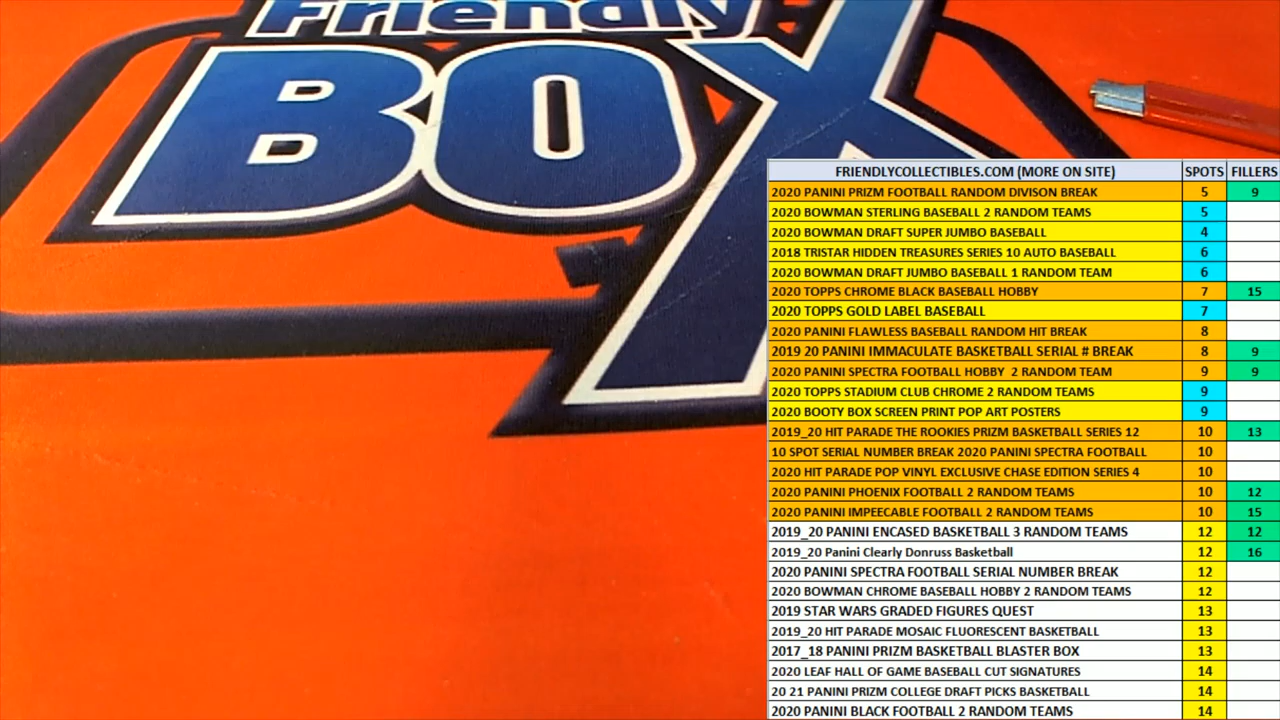 Friendly
BOX
FRIENDLYCOLLECTIBLES.COM (MORE ON SITE) SPOTS FILLERS
2020 PANINI PRIZM FOOTBALL RANDOM DIVISON BREAK 5 9
2020 BOWMAN STERLING BASEBALL 2 RANDOM TEAMS 5
2020 BOWMAN DRAFT SUPER JUMBO BASEBALL 4
2018 TRISTAR HIDDEN TREASURES SERIES 10 AUTO BASEBALL 6
2020 BOWMAN DRAFT JUMBO BASEBALL 1 RANDOM TEAM 6
2020 TOPPS CHROME BLACK BASEBALL HOBBY 7 15
2020 TOPPS GOLD LABEL BASEBALL 7
2020 PANINI FLAWLESS BASEBALL RANDOM HIT BREAK 8
2019 20 PANINI IMMACULATE BASKETBALL SERIAL # BREAK 8 9
2020 PANINI SPECTRA FOOTBALL HOBBY 2 RANDOM TEAM 9 9
2020 TOPPS STADIUM CLUB CHROME 2 RANDOM TEAMS 9
2020 BOOTY BOX SCREEN PRINT POP ART POSTERS 9
2019_20 HIT PARADE THE ROOKIES PRIZM BASKETBALL SERIES 12 10 13
10 SPOT SERIAL NUMBER BREAK 2020 PANINI SPECTRA FOOTBALL 10
2020 HIT PARADE POP VINYL EXCLUSIVE CHASE EDITION SERIES 4 10
2020 PANINI PHOENIX FOOTBALL 2 RANDOM TEAMS 10 12
2020 PANINI IMPEECABLE FOOTBALL 2 RANDOM TEAMS 10 15
2019_20 PANINI ENCASED BASKETBALL 3 RANDOM TEAMS 12 12
2019_20 Panini Clearly Donruss Basketball 12 16
2020 PANINI SPECTRA FOOTBALL SERIAL NUMBER BREAK 12
2020 BOWMAN CHROME BASEBALL HOBBY 2 RANDOM TEAMS 12
2019 STAR WARS GRADED FIGURES QUEST 13
2019_20 HIT PARADE MOSAIC FLUORESCENT BASKETBALL 13
2017_18 PANINI PRIZM BASKETBALL BLASTER BOX 13
2020 LEAF HALL OF GAME BASEBALL CUT SIGNATURES 14
20 21 PANINI PRIZM COLLEGE DRAFT PICKS BASKETBALL 14
2020 PANINI BLACK FOOTBALL 2 RANDOM TEAMS 14